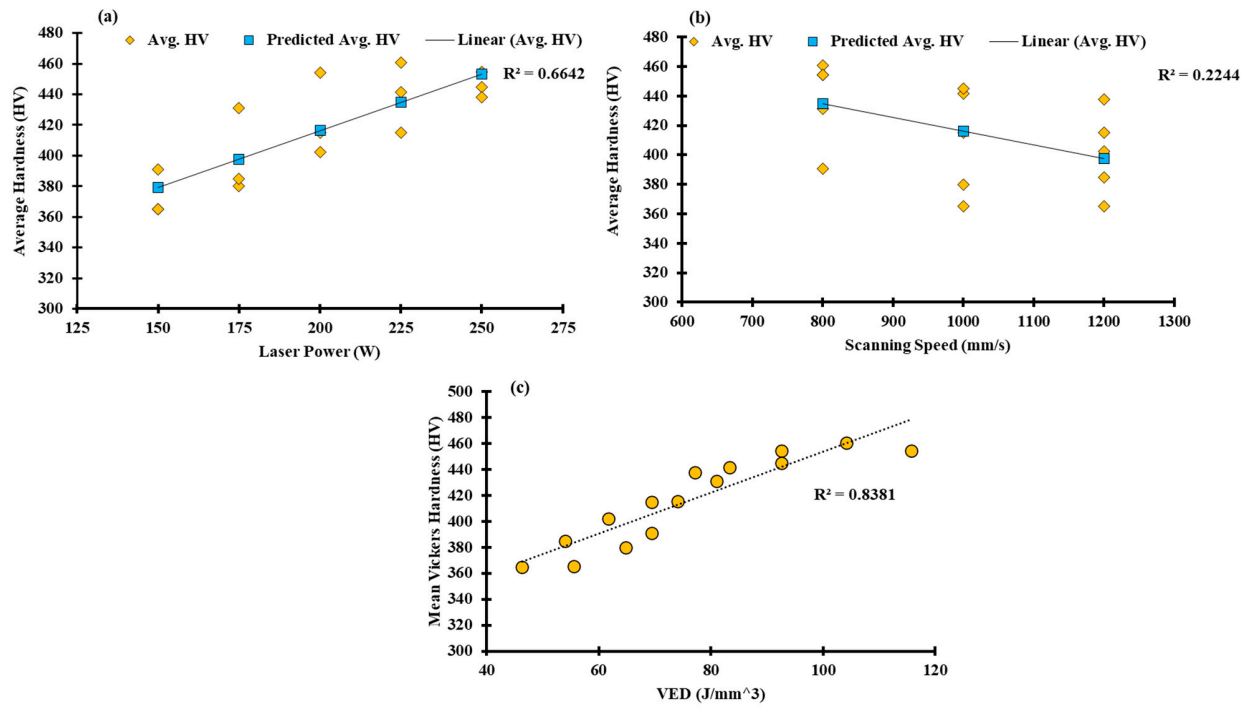 (a)
Avg. HV Predicted Avg. HV Linear (Avg. HV)
R² = 0.6642
Average Hardness (HV)
480
460
440
420
400
380
360
340
320
300
125 150 175 200 225 250 275
Laser Power (W)
(b)
Avg. HV Predicted Avg. HV Linear (Avg. HV)
R² = 0.2244
Average Hardness (HV)
480
460
440
420
400
380
360
340
320
300
600 700 800 900 1000 1100 1200 1300
Scanning Speed (mm/s)
(c)
Mean Vickers Hardness (HV)
500
480
460
440
420
400
380
360
340
320
300
R² = 0.8381
40 60 80 100 120
VED (J/mm^3)